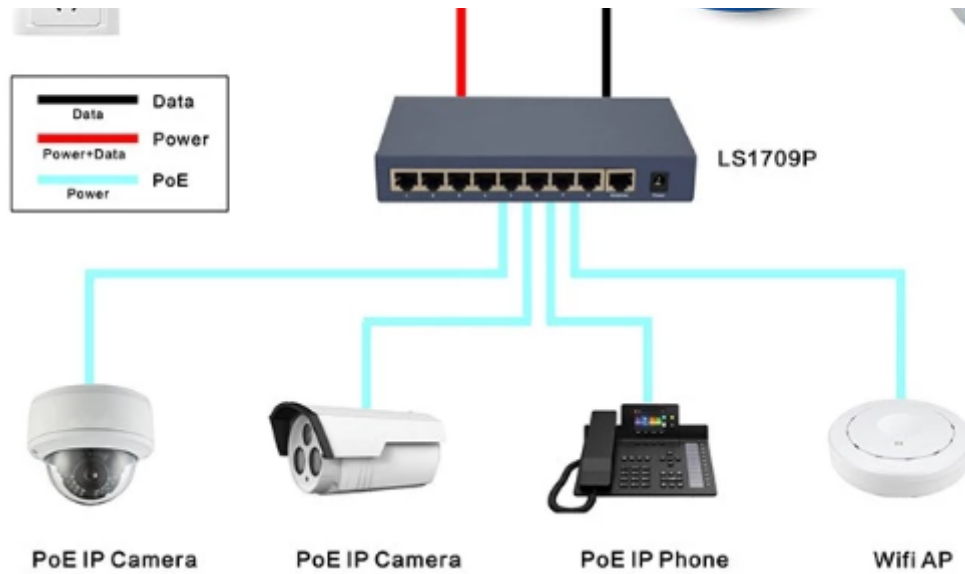 Data
Data
Power
Power+Data
PoE
Power
LS1709P
PoE IP Camera
PoE IP Camera
PoE IP Phone
Wifi AP